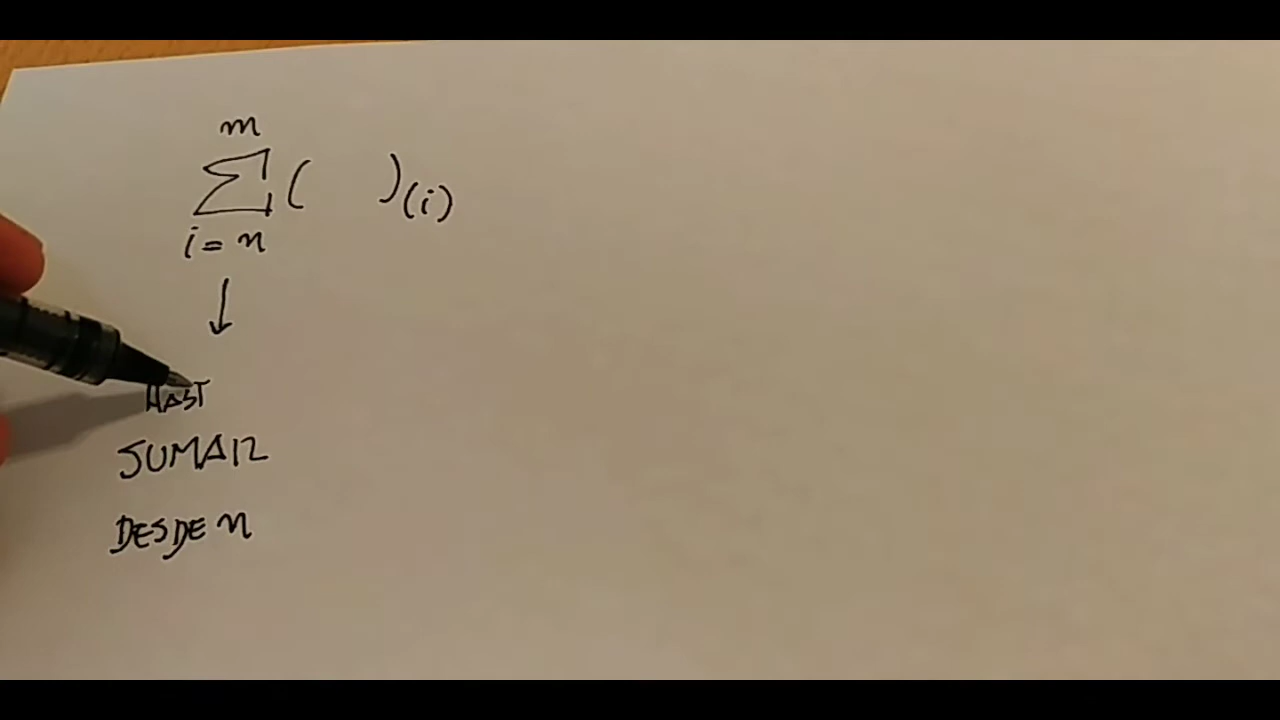 m
∑ ( )(i)
i = n
↓
HAST
SUMAR
DESDE n